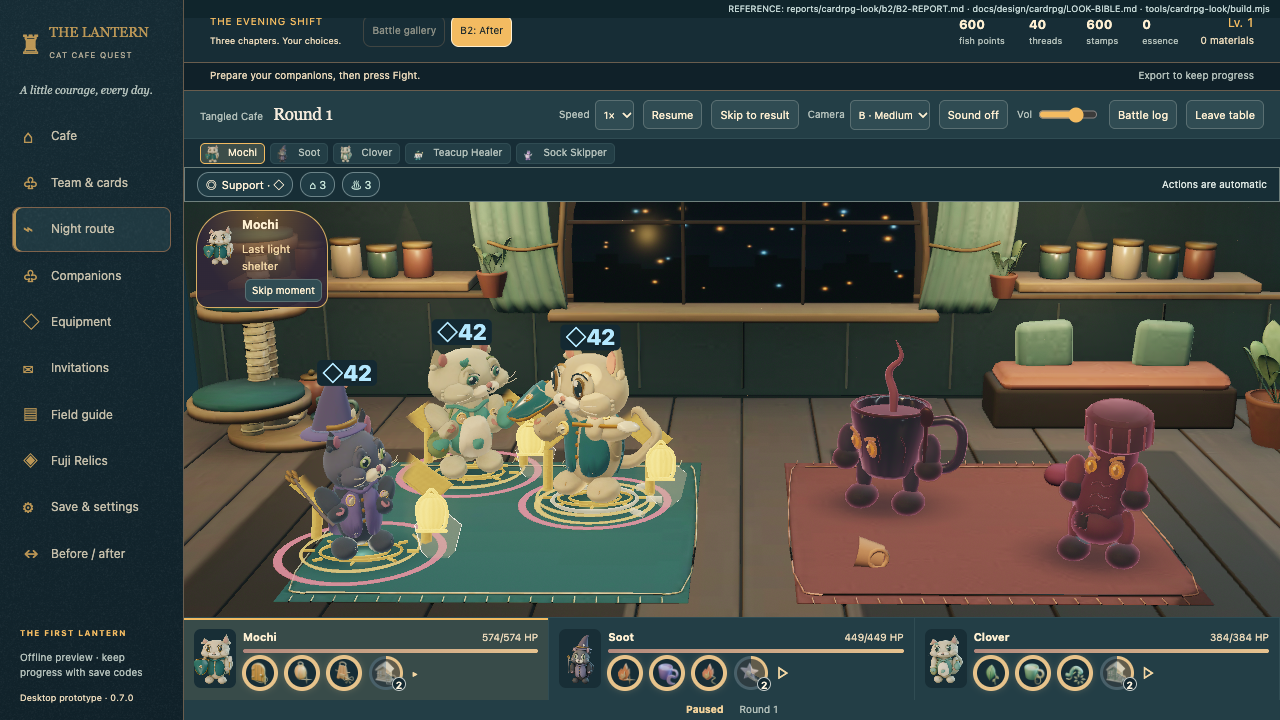 REFERENCE: reports/cardrpg-look/b2/B2-REPORT.md · docs/design/cardrpg/LOOK-BIBLE.md · tools/cardrpg-look/build.mjs
THE LANTERN
CAT CAFE QUEST
A little courage, every day.
Cafe
Team & cards
Night route
Companions
Equipment
Invitations
Field guide
Fuji Relics
Save & settings
Before / after
THE FIRST LANTERN
Offline preview · keep
progress with save codes
Desktop prototype · 0.7.0
THE EVENING SHIFT
Three chapters. Your choices.
Battle gallery
B2: After
600
fish points
40
threads
600
stamps
0
essence
Lv. 1
0 materials
Prepare your companions, then press Fight.
Export to keep progress
Tangled Cafe
Round 1
Speed
1x
Resume
Skip to result
Camera
B · Medium
Sound off
Vol
Battle log
Leave table
Mochi
Soot
Clover
Teacup Healer
Sock Skipper
Support ·
3
3
Actions are automatic
Mochi
Last light
shelter
Skip moment
42
42
42
Mochi
574/574 HP
2
Soot
449/449 HP
2
Clover
384/384 HP
2
Paused
Round 1